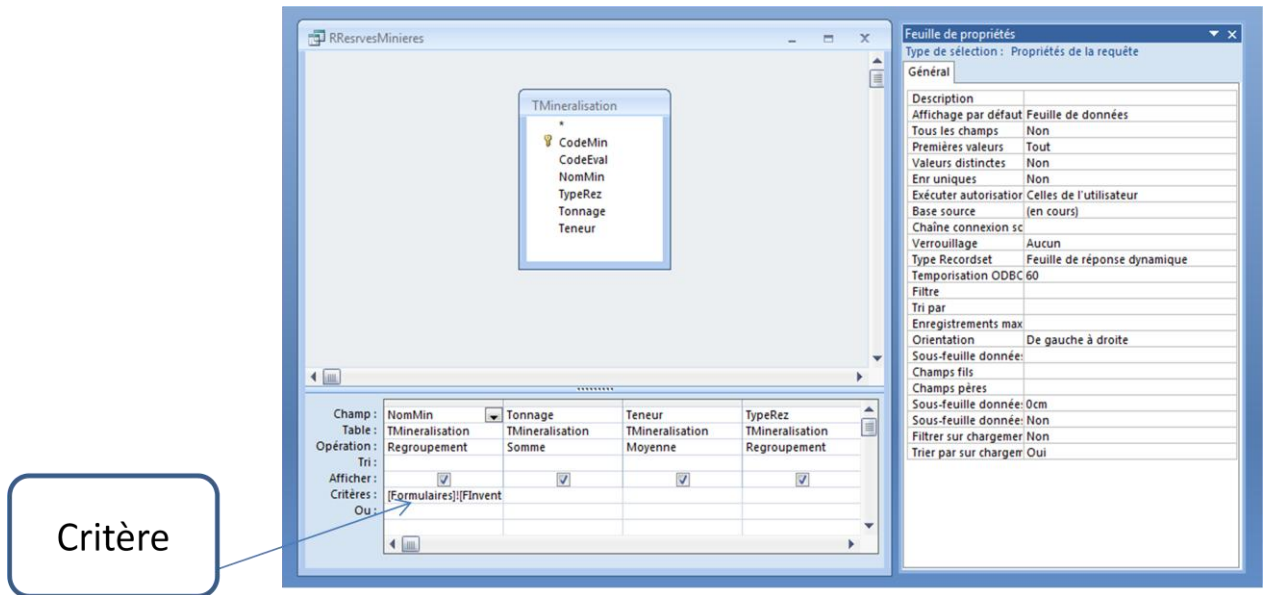 RResrvesMinieres
TMineralisation
*
CodeMin
CodeEval
NomMin
TypeRez
Tonnage
Teneur
Champ : NomMin Tonnage Teneur TypeRez
Table : TMineralisation TMineralisation TMineralisation TMineralisation
Opération : Regroupement Somme Moyenne Regroupement
Tri :
Afficher :
Critères : [Formulaires]![FInvent
Ou :
Critère
Feuille de propriétés
Type de sélection : Propriétés de la requête
Général
Description
Affichage par défaut Feuille de données
Tous les champs Non
Premières valeurs Tout
Valeurs distinctes Non
Enr uniques Non
Exécuter autorisation Celles de l'utilisateur
Base source (en cours)
Chaîne connexion sc
Verrouillage Aucun
Type Recordset Feuille de réponse dynamique
Temporisation ODBC 60
Filtre
Tri par
Enregistrements max
Orientation De gauche à droite
Sous-feuille données
Champs fils
Champs pères
Sous-feuille données 0cm
Sous-feuille données Non
Filtrer sur chargemer Non
Trier par sur chargem Oui